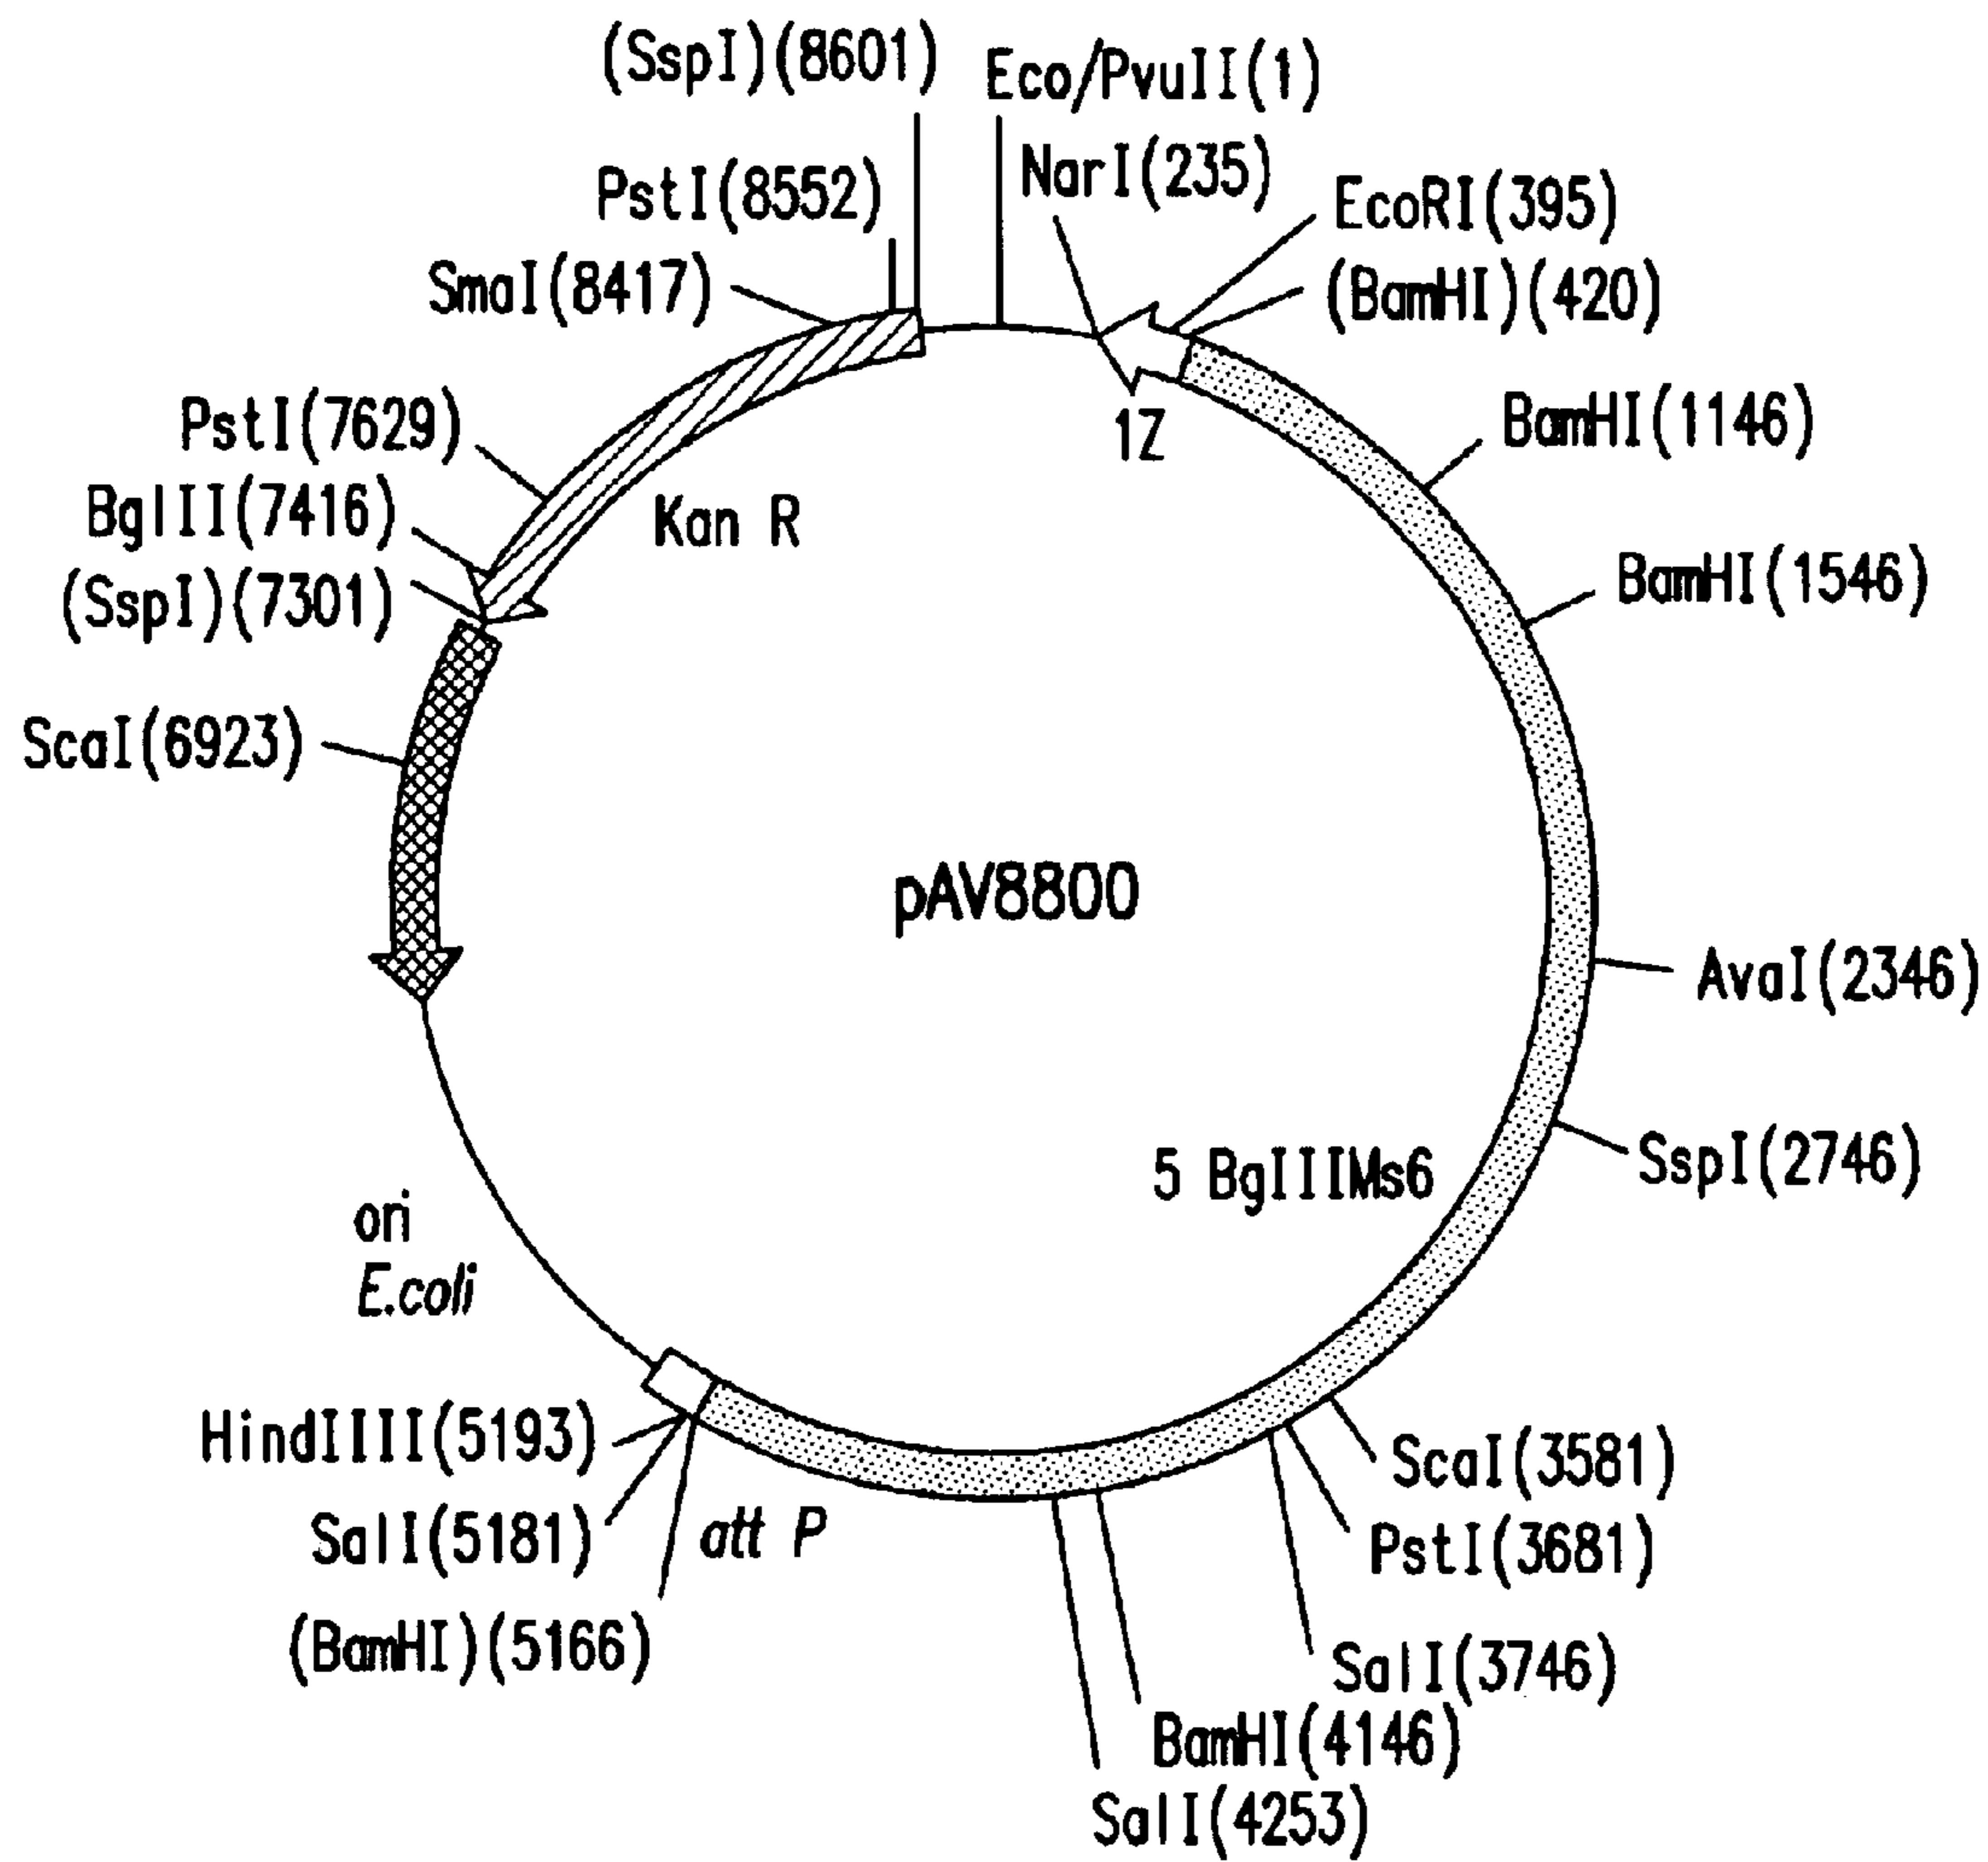 (SspI)(8601)
Eco/PvuII(1)
NarI(235)
PstI(8552)
EcoRI(395)
SmaI(8417)
(BamHI)(420)
PstI(7629)
BamHI(1146)
1Z
BglII(7416)
Kan R
(SspI)(7301)
BamHI(1546)
ScaI(6923)
pAV8800
AvaI(2346)
5 BgIIIMs6
SspI(2746)
ori
E.coli
HindIIII(5193)
ScaI(3581)
SalI(5181)
att P
PstI(3681)
(BamHI)(5166)
SalI(3746)
BamHI(4146)
SalI(4253)